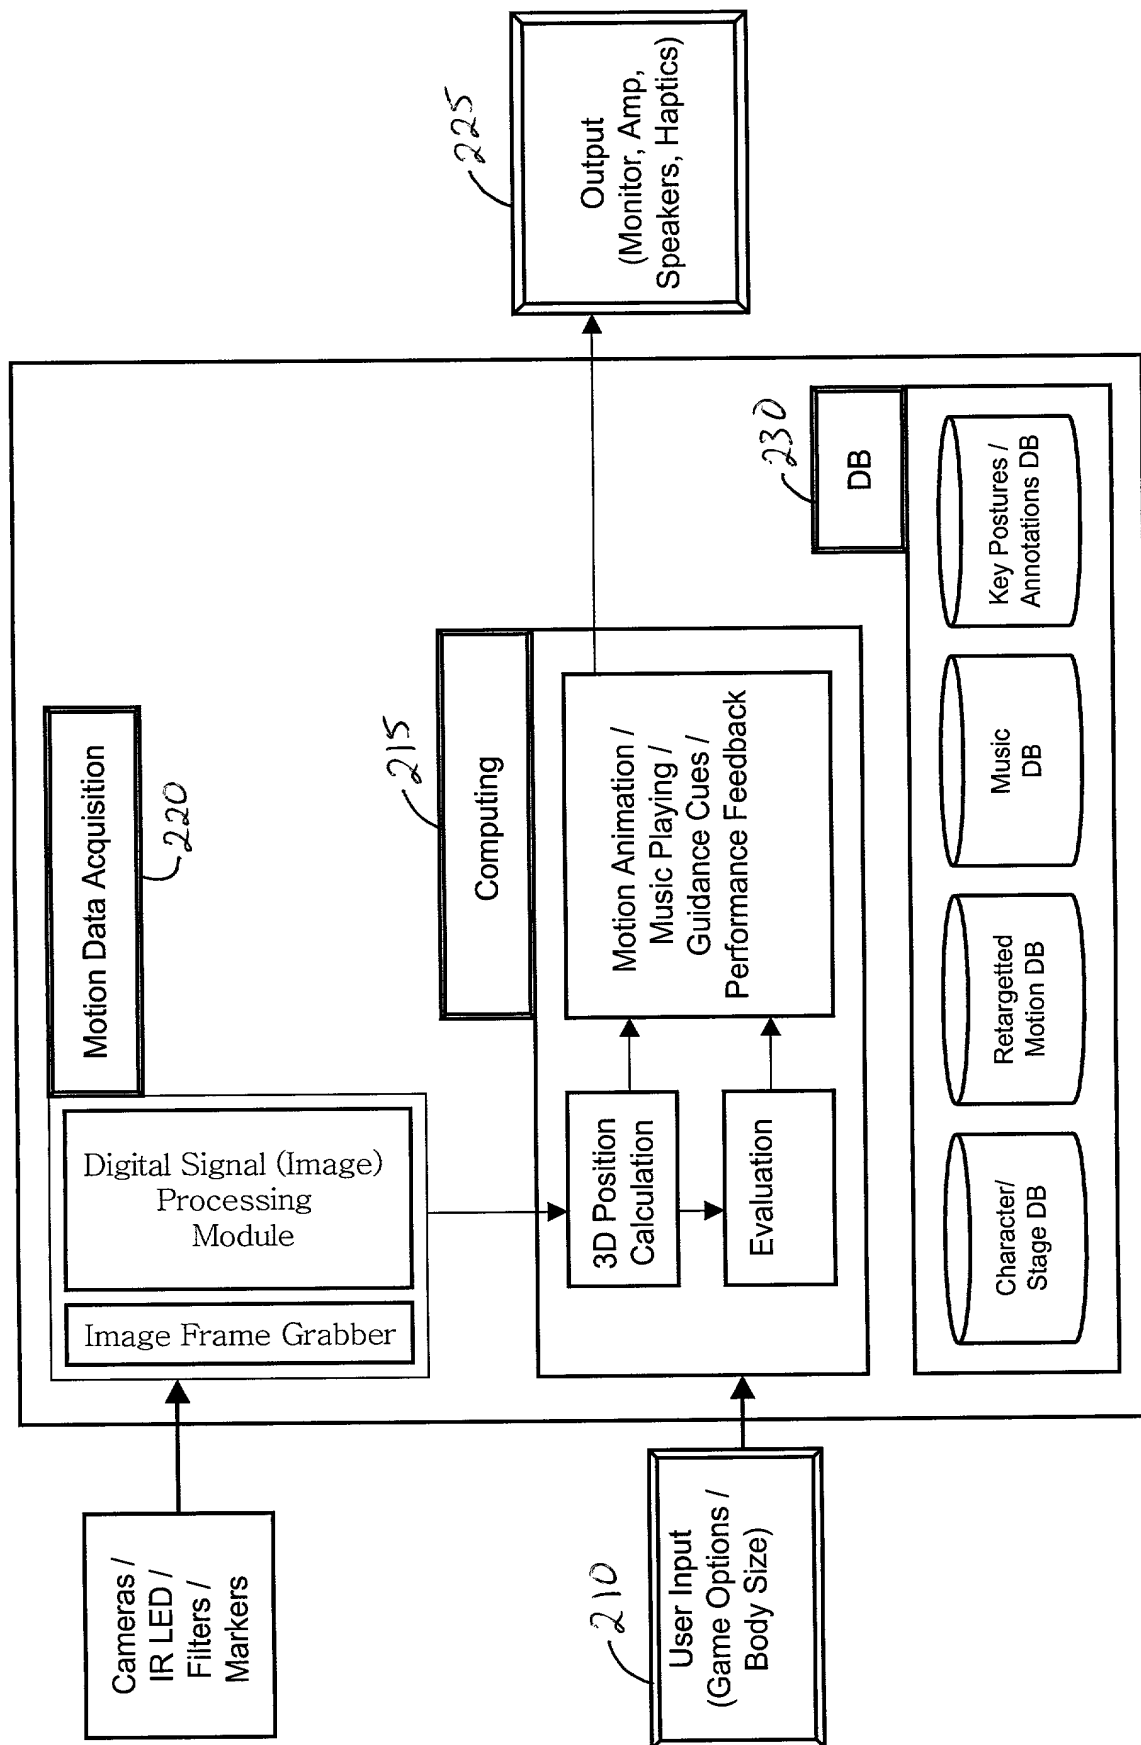 Cameras /
IR LED /
Filters /
Markers
Image Frame Grabber
Digital Signal (Image)
Processing
Module
Motion Data Acquisition
220
210
User Input
(Game Options /
Body Size)
3D Position
Calculation
Evaluation
Motion Animation /
Music Playing /
Guidance Cues /
Performance Feedback
Computing
215
Output
(Monitor, Amp,
Speakers, Haptics)
225
DB
230
Character/
Stage DB
Retargetted
Motion DB
Music
DB
Key Postures /
Annotations DB